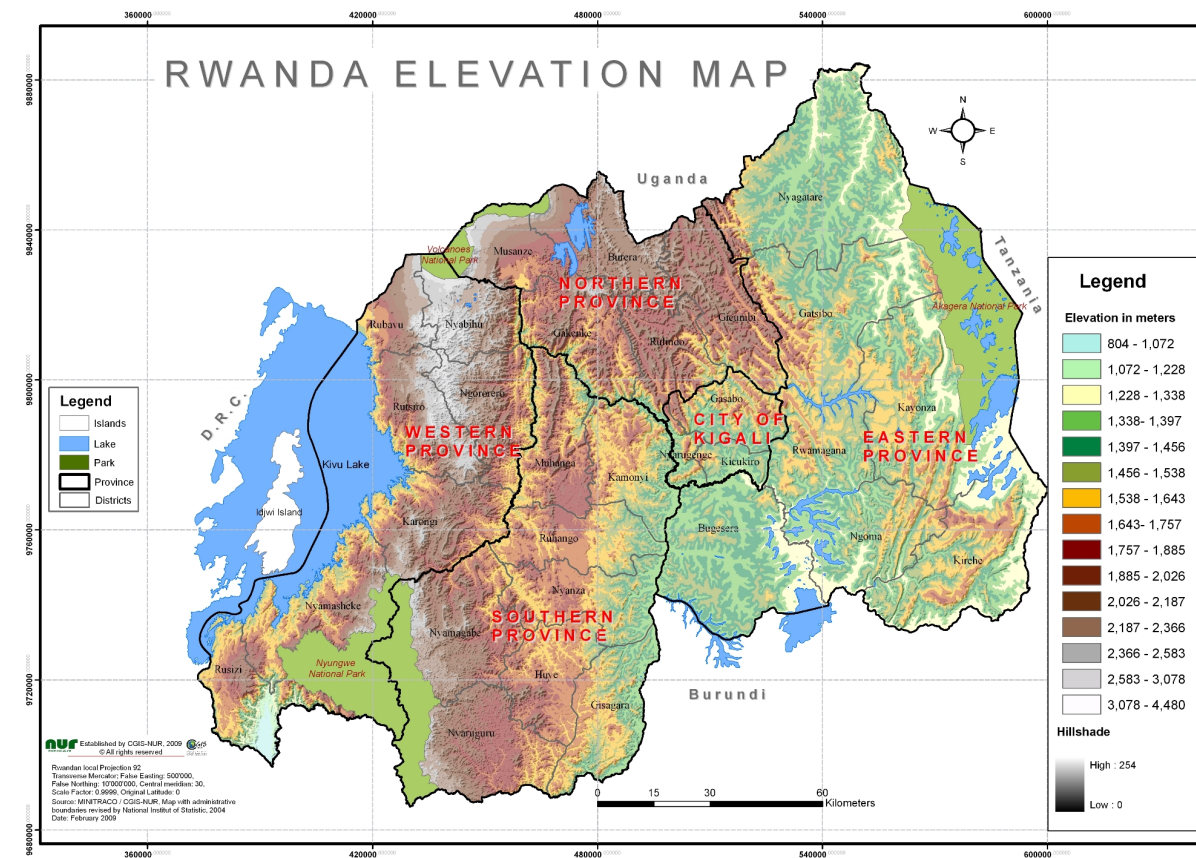 360000
420000
480000
540000
600000
RWANDA ELEVATION MAP
N
W
E
S
Uganda
Tanzania
D.R.C.
Burundi
9880000
9840000
9800000
9760000
9720000
9680000
Nyagatare
Volcanoes
National Park
Musanze
Burera
NORTHERN
PROVINCE
Akagera National Park
Gatsibo
Gicumbi
Rubavu
Nyabihu
Gakenke
Rulindo
Ngororero
Rutsiro
Gasabo
CITY OF
KIGALI
Kayonza
WESTERN
PROVINCE
EASTERN
PROVINCE
Nyarugenge
Kicukiro
Rwamagana
Muhanga
Kamonyi
Kivu Lake
Idjwi Island
Karongi
Bugesera
Ruhango
Ngoma
Kirehe
Nyanza
Nyamasheke
SOUTHERN
PROVINCE
Nyamagabe
Rusizi
Nyungwe
National Park
Huye
Gisagara
Nyaruguru
Legend
Islands
Lake
Park
Province
Districts
Legend
Elevation in meters
804 - 1,072
1,072 - 1,228
1,228 - 1,338
1,338- 1,397
1,397 - 1,456
1,456 - 1,538
1,538 - 1,643
1,643- 1,757
1,757 - 1,885
1,885 - 2,026
2,026 - 2,187
2,187 - 2,366
2,366 - 2,583
2,583 - 3,078
3,078 - 4,480
Hillshade
High : 254
Low : 0
nur
Established by CGIS-NUR, 2009
© All rights reserved
Rwandan local Projection 92
Transverse Mercator; False Easting: 500'000,
False Northing: 10'000'000, Central meridian: 30,
Scale Factor: 0.9999, Original Latitude: 0
Source: MINITRACO / CGIS-NUR, Map with administrative
boundaries revised by National Institut of Statistic, 2004
Date: February 2009
0 15 30 60
Kilometers
360000
420000
480000
540000
600000